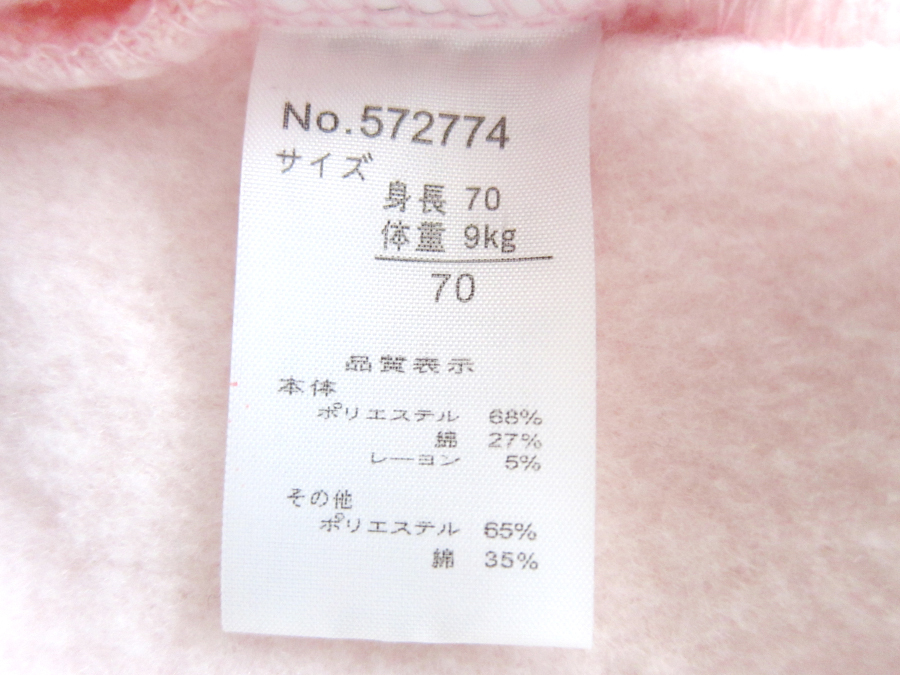 No.572774
サイズ
身長 70
体重 9kg
70
品質表示
本体
ポリエステル 68%
綿 27%
レーヨン 5%
その他
ポリエステル 65%
綿 35%